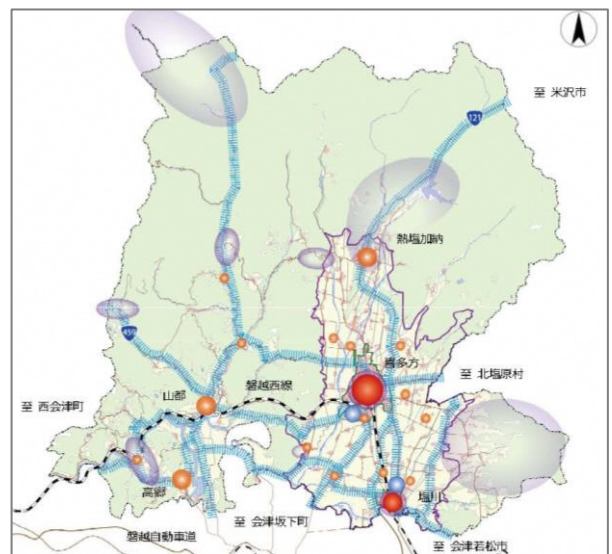 至 米沢市
121
熱塩加納
459
喜多方
磐越西線
至 北塩原村
山都
至 西会津町
高郷
塩川
至 会津坂下町
磐越自動車道
至 会津若松市